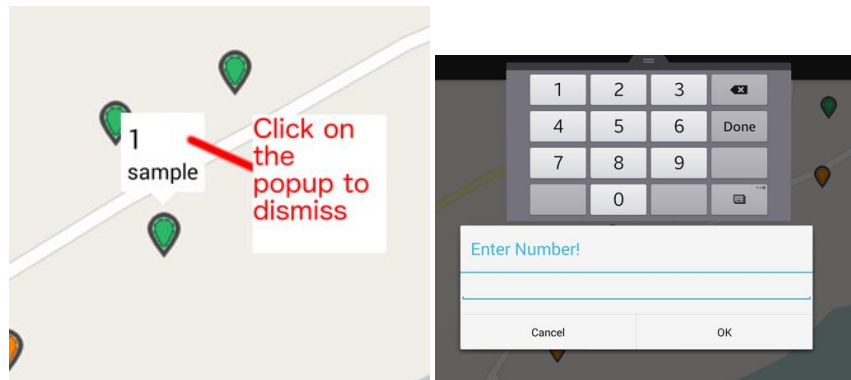 1
sample
Click on
the
popup to
dismiss
1 2 3
4 5 6 Done
7 8 9
0
Enter Number!
Cancel OK